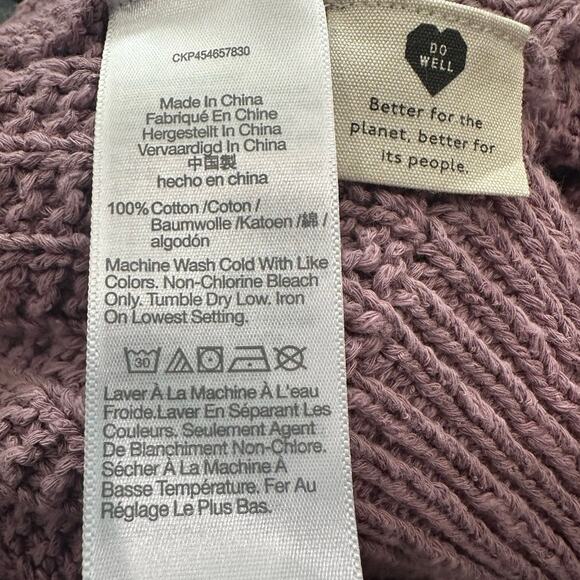 CKP454657830
Made In China
Fabriqué En Chine
Hergestellt In China
Vervaardigd In China
中国製
hecho en china
100% Cotton /Coton /
Baumwolle /Katoen /綿 /
algodón
Machine Wash Cold With Like
Colors. Non-Chlorine Bleach
Only. Tumble Dry Low. Iron
On Lowest Setting.
30
Laver À La Machine À L'eau
Froide.Laver En Séparant Les
Couleurs. Seulement Agent
De Blanchiment Non-Chlore.
Sécher À La Machine À
Basse Température. Fer Au
Réglage Le Plus Bas.
DO
WELL
Better for the
planet, better for
its people.